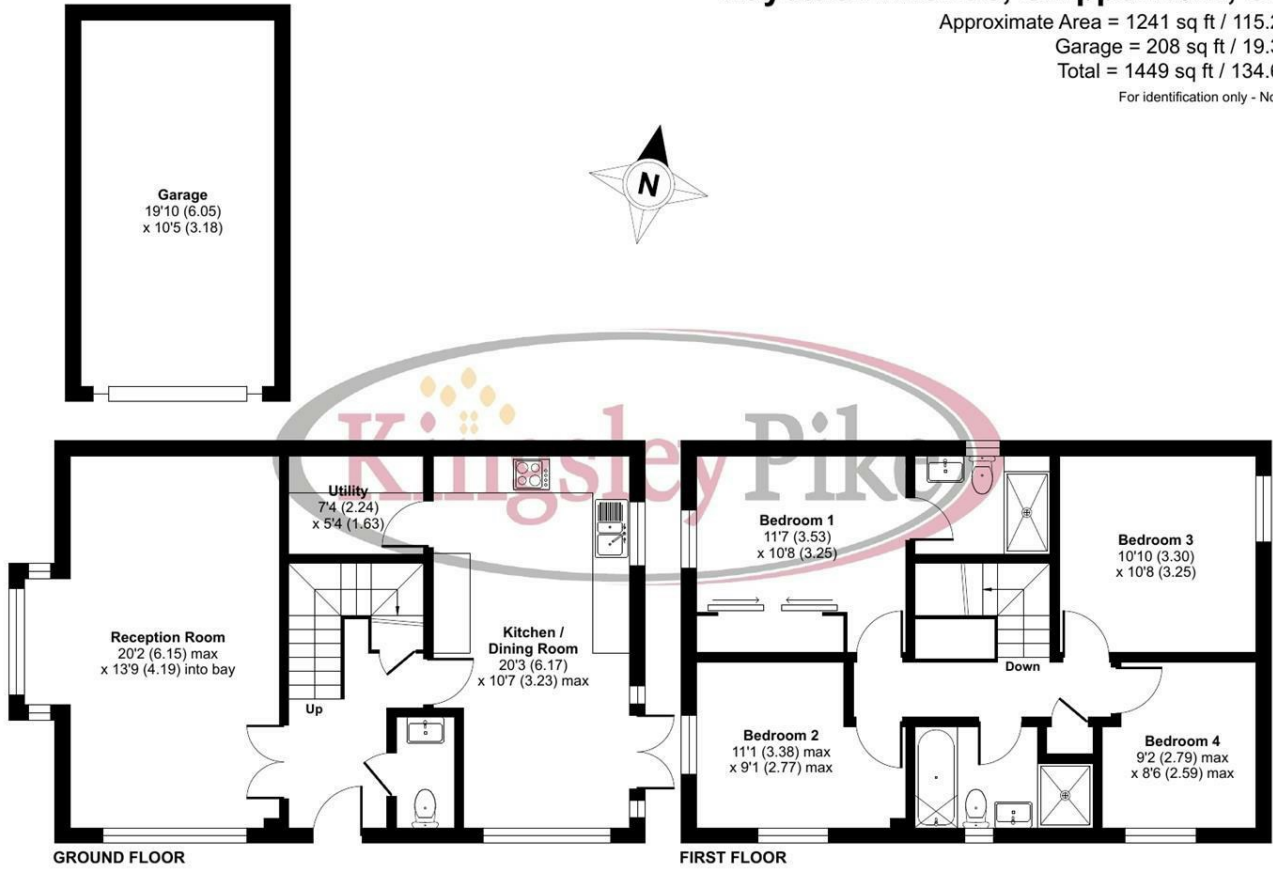 Approximate Area = 1241 sq ft / 115.2
Garage = 208 sq ft / 19.3
Total = 1449 sq ft / 134.6
For identification only - No
Garage
19'10 (6.05)
x 10'5 (3.18)
N
Kingsley Pike
Utility
7'4 (2.24)
x 5'4 (1.63)
Reception Room
20'2 (6.15) max
x 13'9 (4.19) into bay
Kitchen /
Dining Room
20'3 (6.17)
x 10'7 (3.23) max
Up
GROUND FLOOR
Bedroom 1
11'7 (3.53)
x 10'8 (3.25)
Bedroom 3
10'10 (3.30)
x 10'8 (3.25)
Down
Bedroom 2
11'1 (3.38) max
x 9'1 (2.77) max
Bedroom 4
9'2 (2.79) max
x 8'6 (2.59) max
FIRST FLOOR